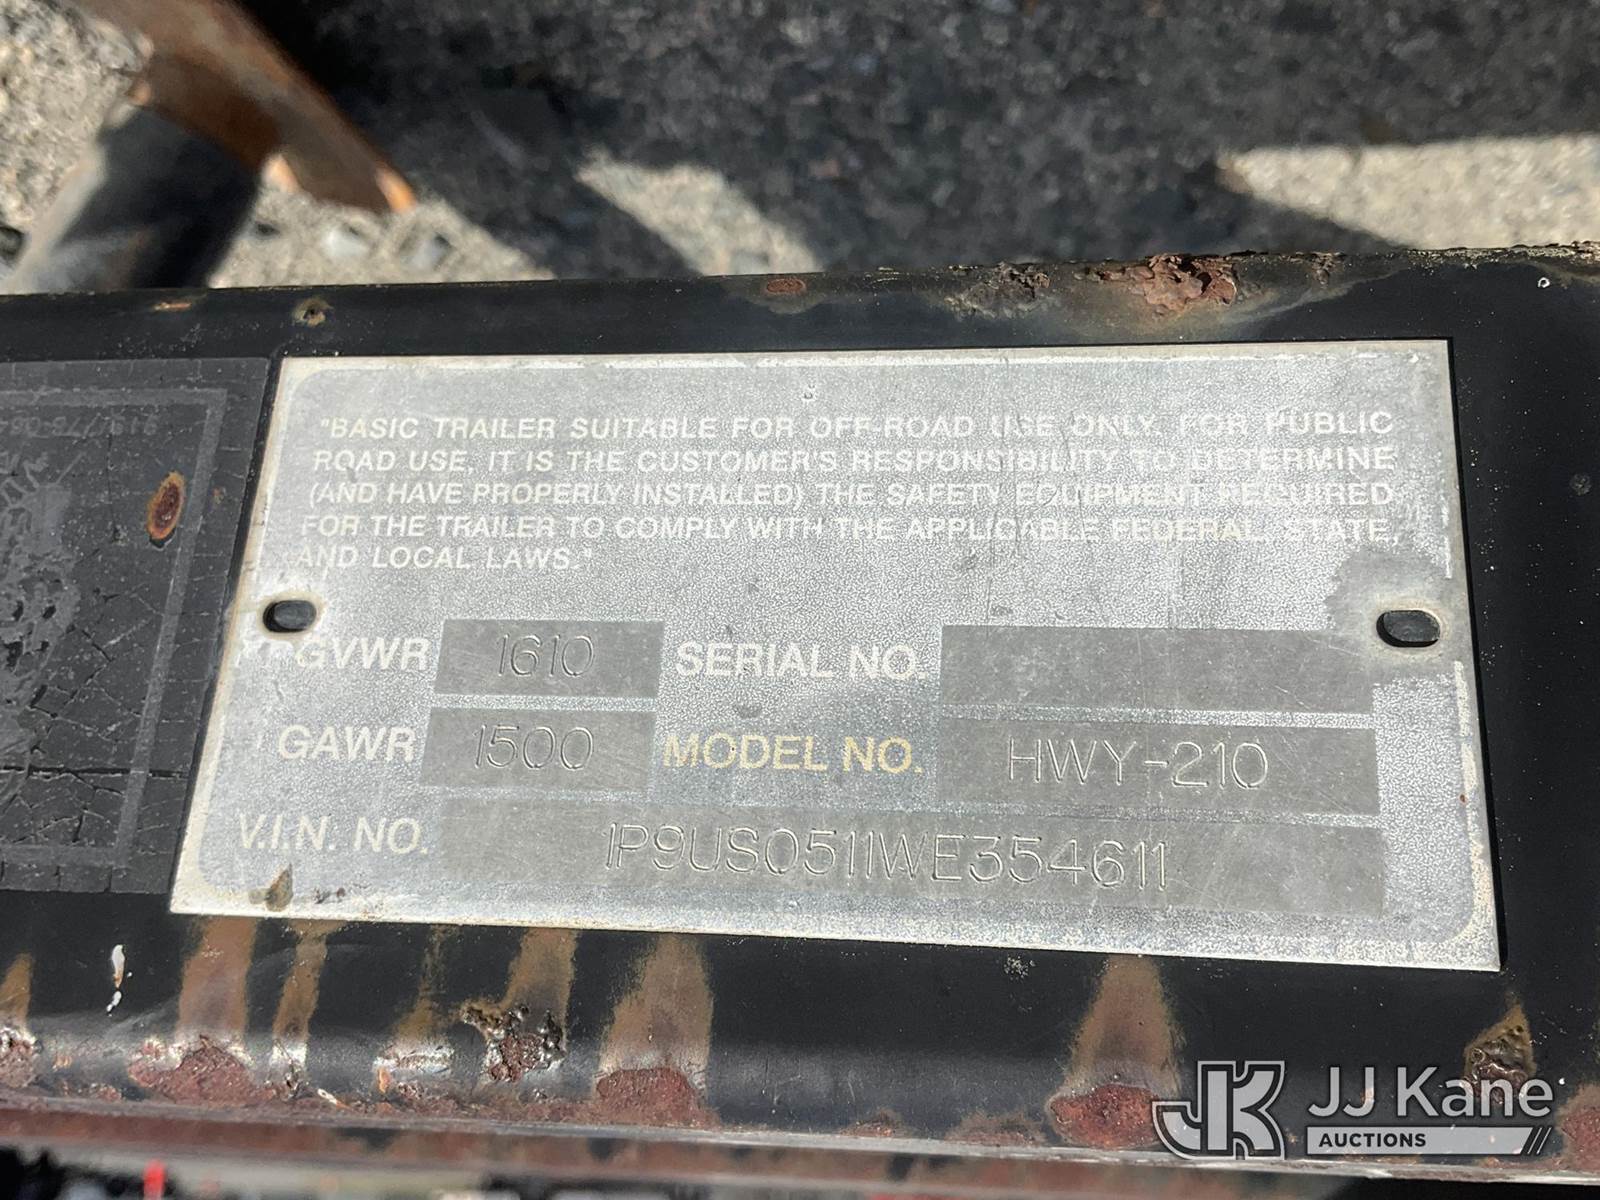 "BASIC TRAILER SUITABLE FOR OFF-ROAD USE ONLY. FOR PUBLIC
ROAD USE, IT IS THE CUSTOMER'S RESPONSIBILITY TO DETERMINE
(AND HAVE PROPERLY INSTALLED) THE SAFETY EQUIPMENT REQUIRED
FOR THE TRAILER TO COMPLY WITH THE APPLICABLE FEDERAL, STATE,
AND LOCAL LAWS."
GVWR 1610 SERIAL NO.
GAWR 1500 MODEL NO. HWY-210
V.I.N. NO. 1P9US0511WE354611
JK JJ Kane
AUCTIONS